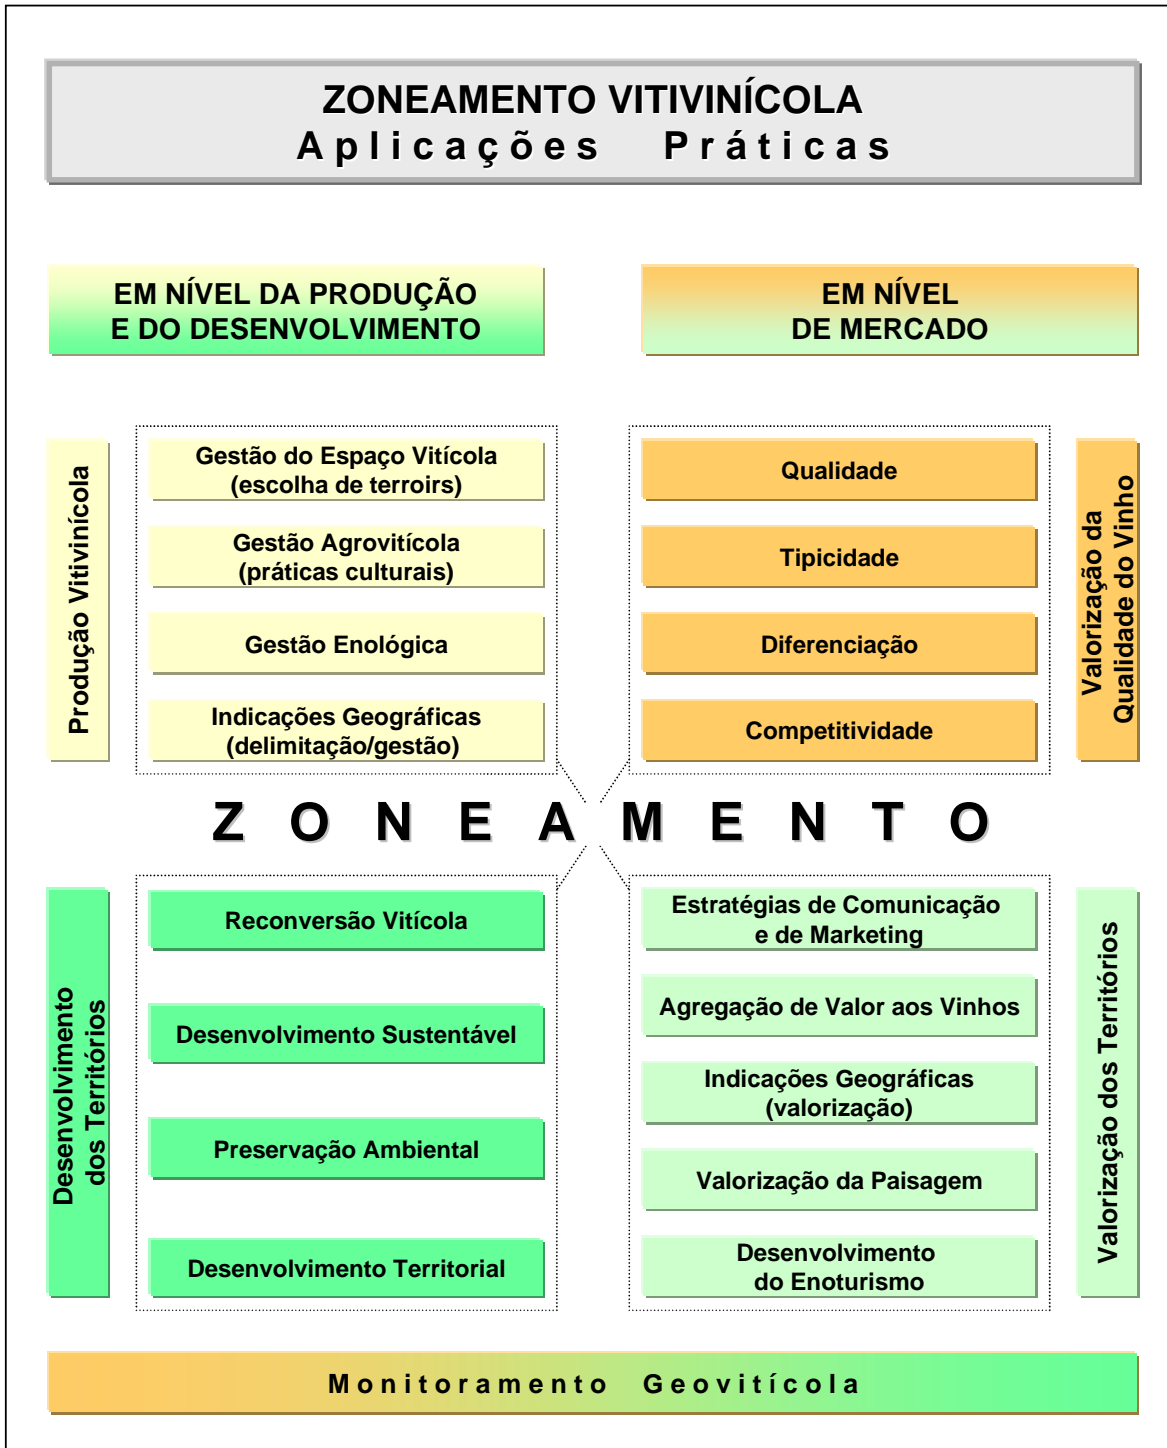 ZONEAMENTO VITIVINÍCOLA
Aplicações Práticas
EM NÍVEL DA PRODUÇÃO
E DO DESENVOLVIMENTO
EM NÍVEL
DE MERCADO
Produção Vitivinícola
Gestão do Espaço Vitícola
(escolha de terroirs)
Gestão Agrovitícola
(práticas culturais)
Gestão Enológica
Indicações Geográficas
(delimitação/gestão)
Qualidade
Tipicidade
Diferenciação
Competitividade
Valorização da
Qualidade do Vinho
ZONEAMENTO
Desenvolvimento
dos Territórios
Reconversão Vitícola
Desenvolvimento Sustentável
Preservação Ambiental
Desenvolvimento Territorial
Estratégias de Comunicação
e de Marketing
Agregação de Valor aos Vinhos
Indicações Geográficas
(valorização)
Valorização da Paisagem
Desenvolvimento
do Enoturismo
Valorização dos Territórios
Monitoramento Geovitícola